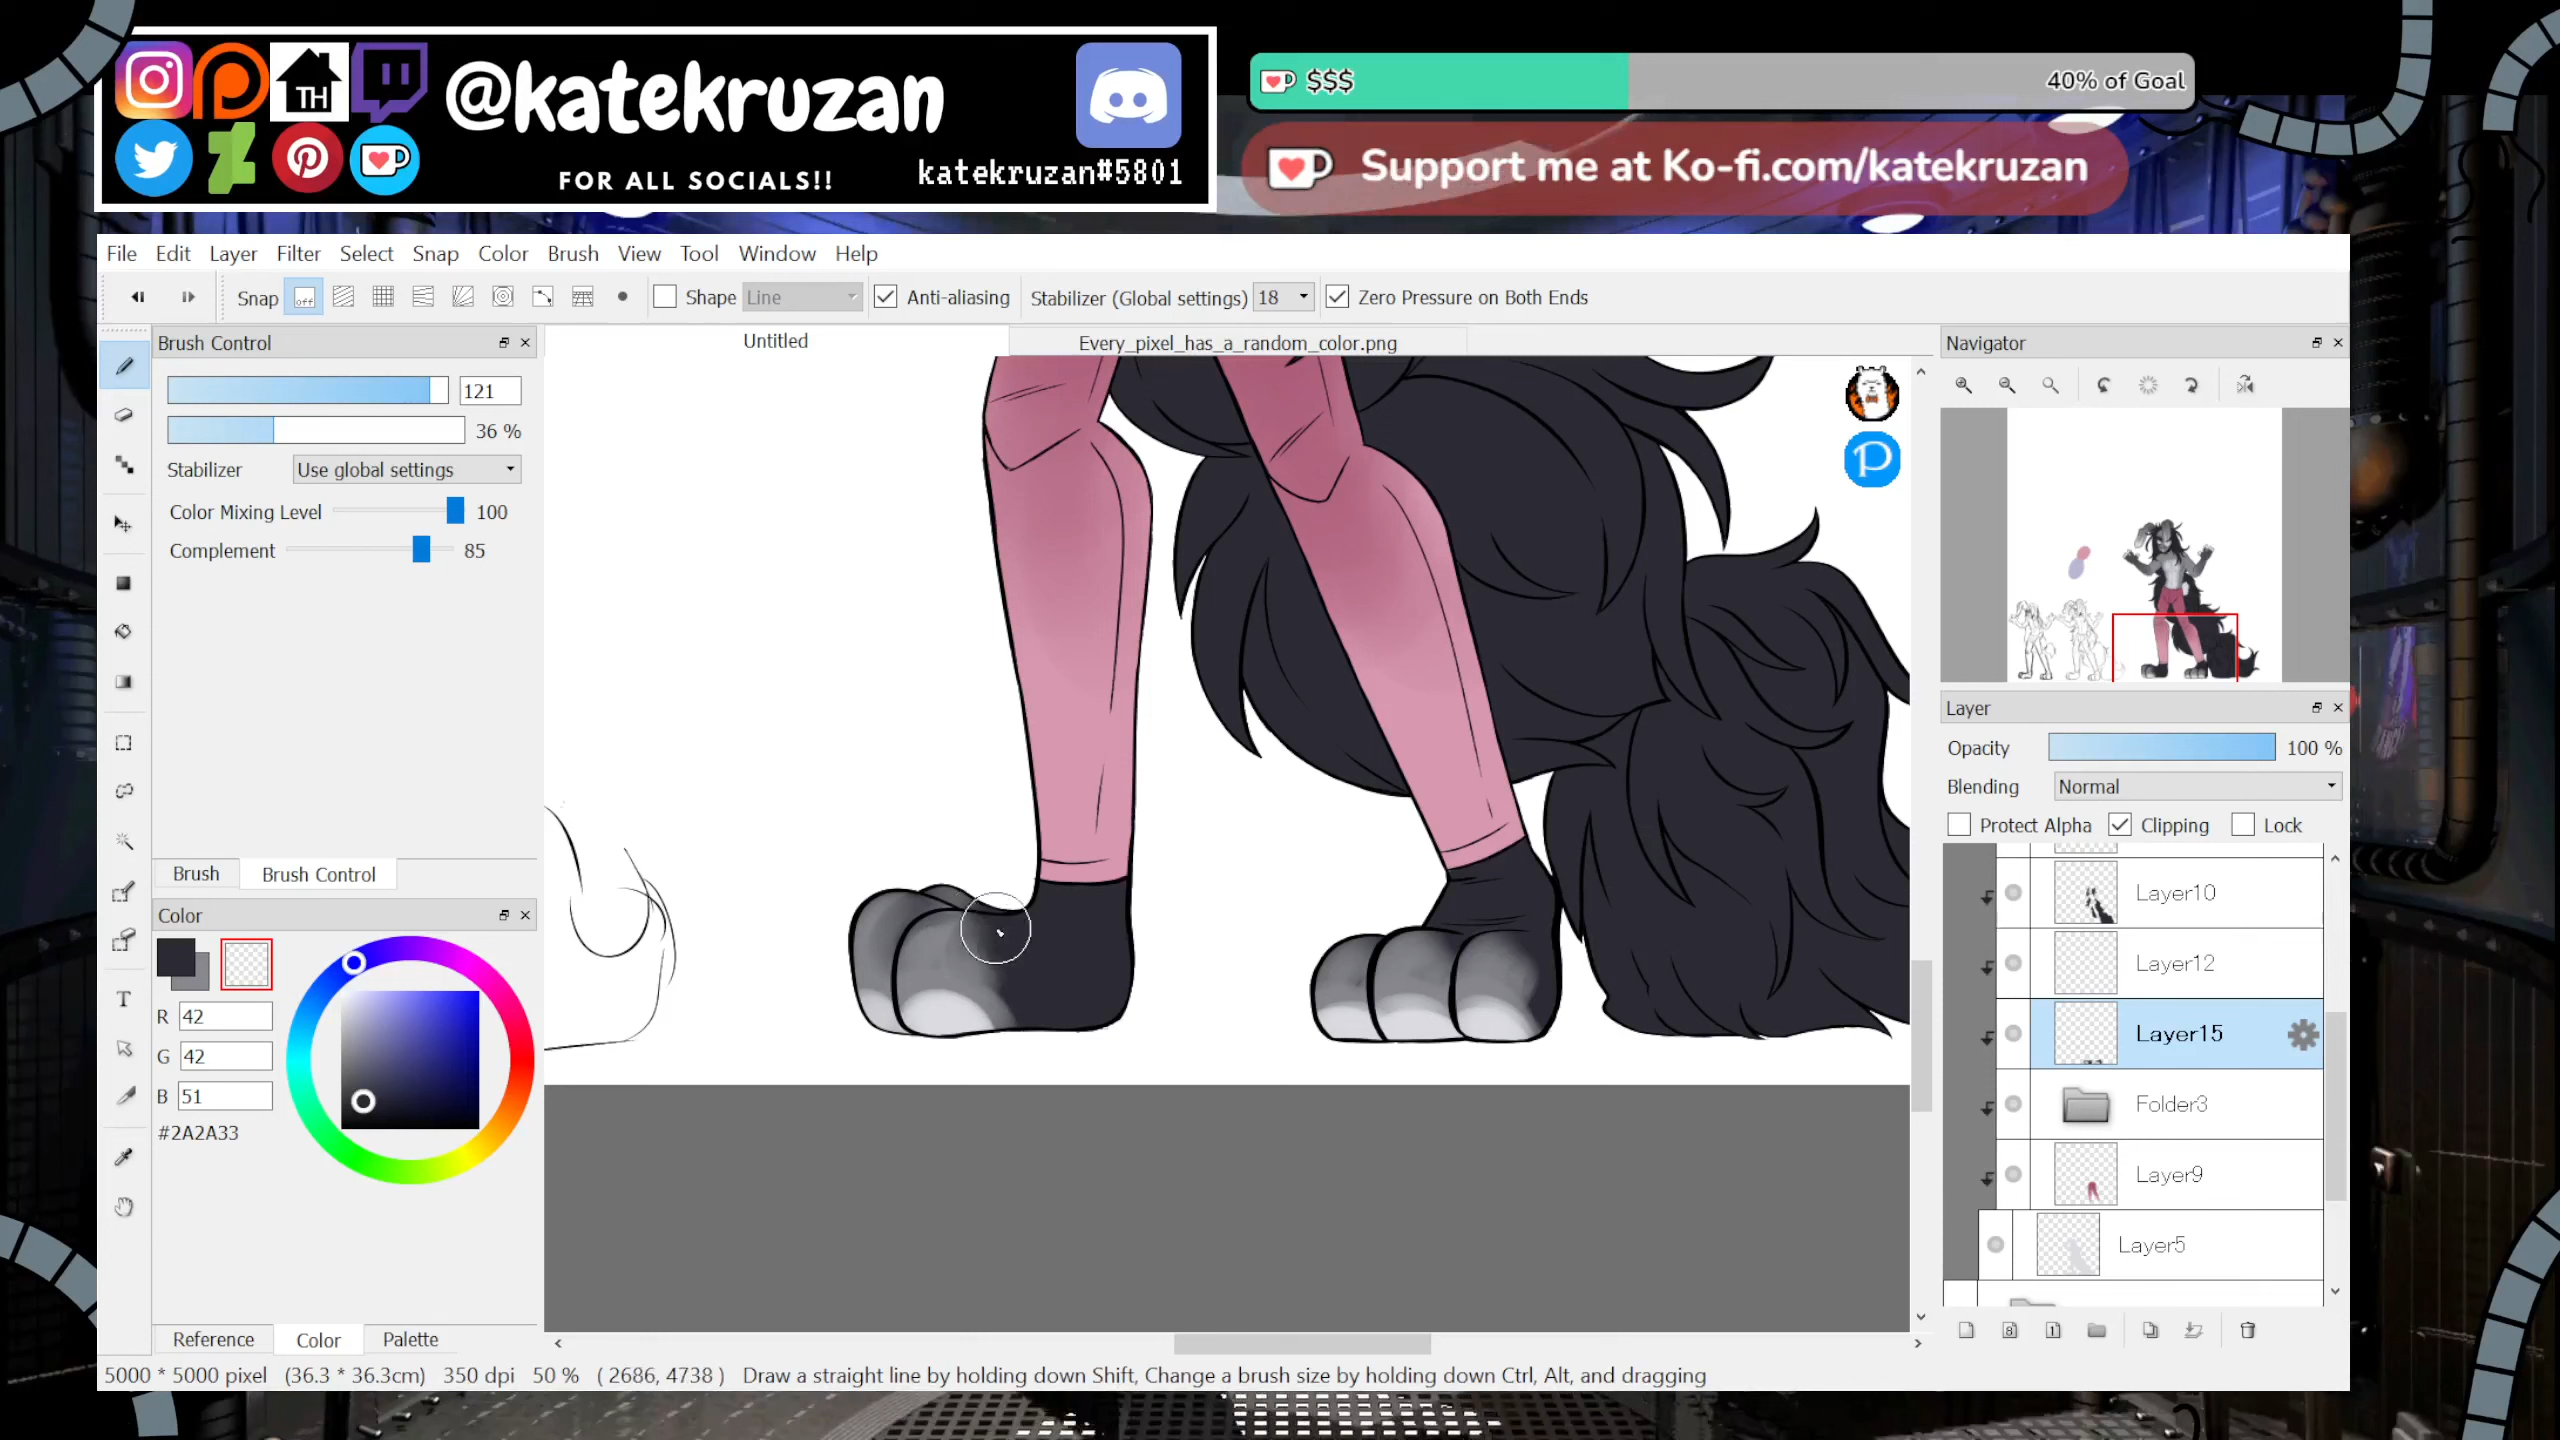 @katekruzan
FOR ALL SOCIALS!!
katekruzan#5801
TH
$$$
40% of Goal
Support me at Ko-fi.com/katekruzan
File Edit Layer Filter Select Snap Color Brush View Tool Window Help
Snap off Shape Line Anti-aliasing Stabilizer (Global settings) 18 Zero Pressure on Both Ends
Brush Control
121
36 %
Stabilizer Use global settings
Color Mixing Level 100
Complement 85
Brush Brush Control
Color
R 42
G 42
B 51
#2A2A33
Reference Color Palette
Untitled
Every_pixel_has_a_random_color.png
P
Navigator
Layer
Opacity 100 %
Blending Normal
Protect Alpha Clipping Lock
Layer10
Layer12
Layer15
Folder3
Layer9
Layer5
8
1
T
5000 * 5000 pixel (36.3 * 36.3cm) 350 dpi 50 % ( 2686, 4738 ) Draw a straight line by holding down Shift, Change a brush size by holding down Ctrl, Alt, and dragging